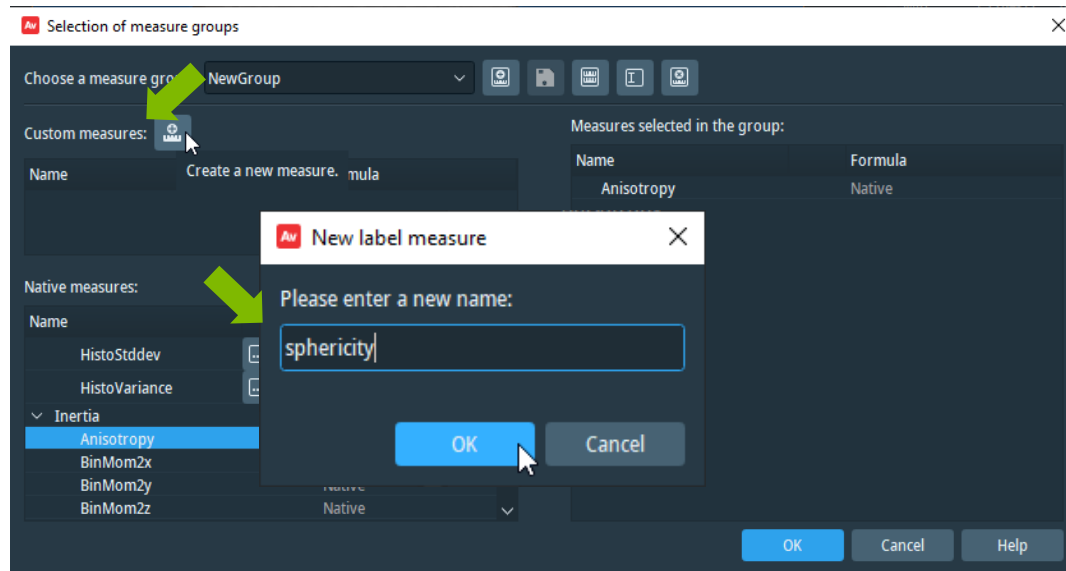 Av Selection of measure groups
Choose a measure gro NewGroup
Custom measures:
Measures selected in the group:
Name mula
Create a new measure.
Name Formula
Anisotropy Native
Av New label measure
Native measures:
Please enter a new name:
Name
sphericity
HistoStddev
HistoVariance
Inertia
Anisotropy
OK Cancel
BinMom2x
BinMom2y Native
BinMom2z Native
OK Cancel Help